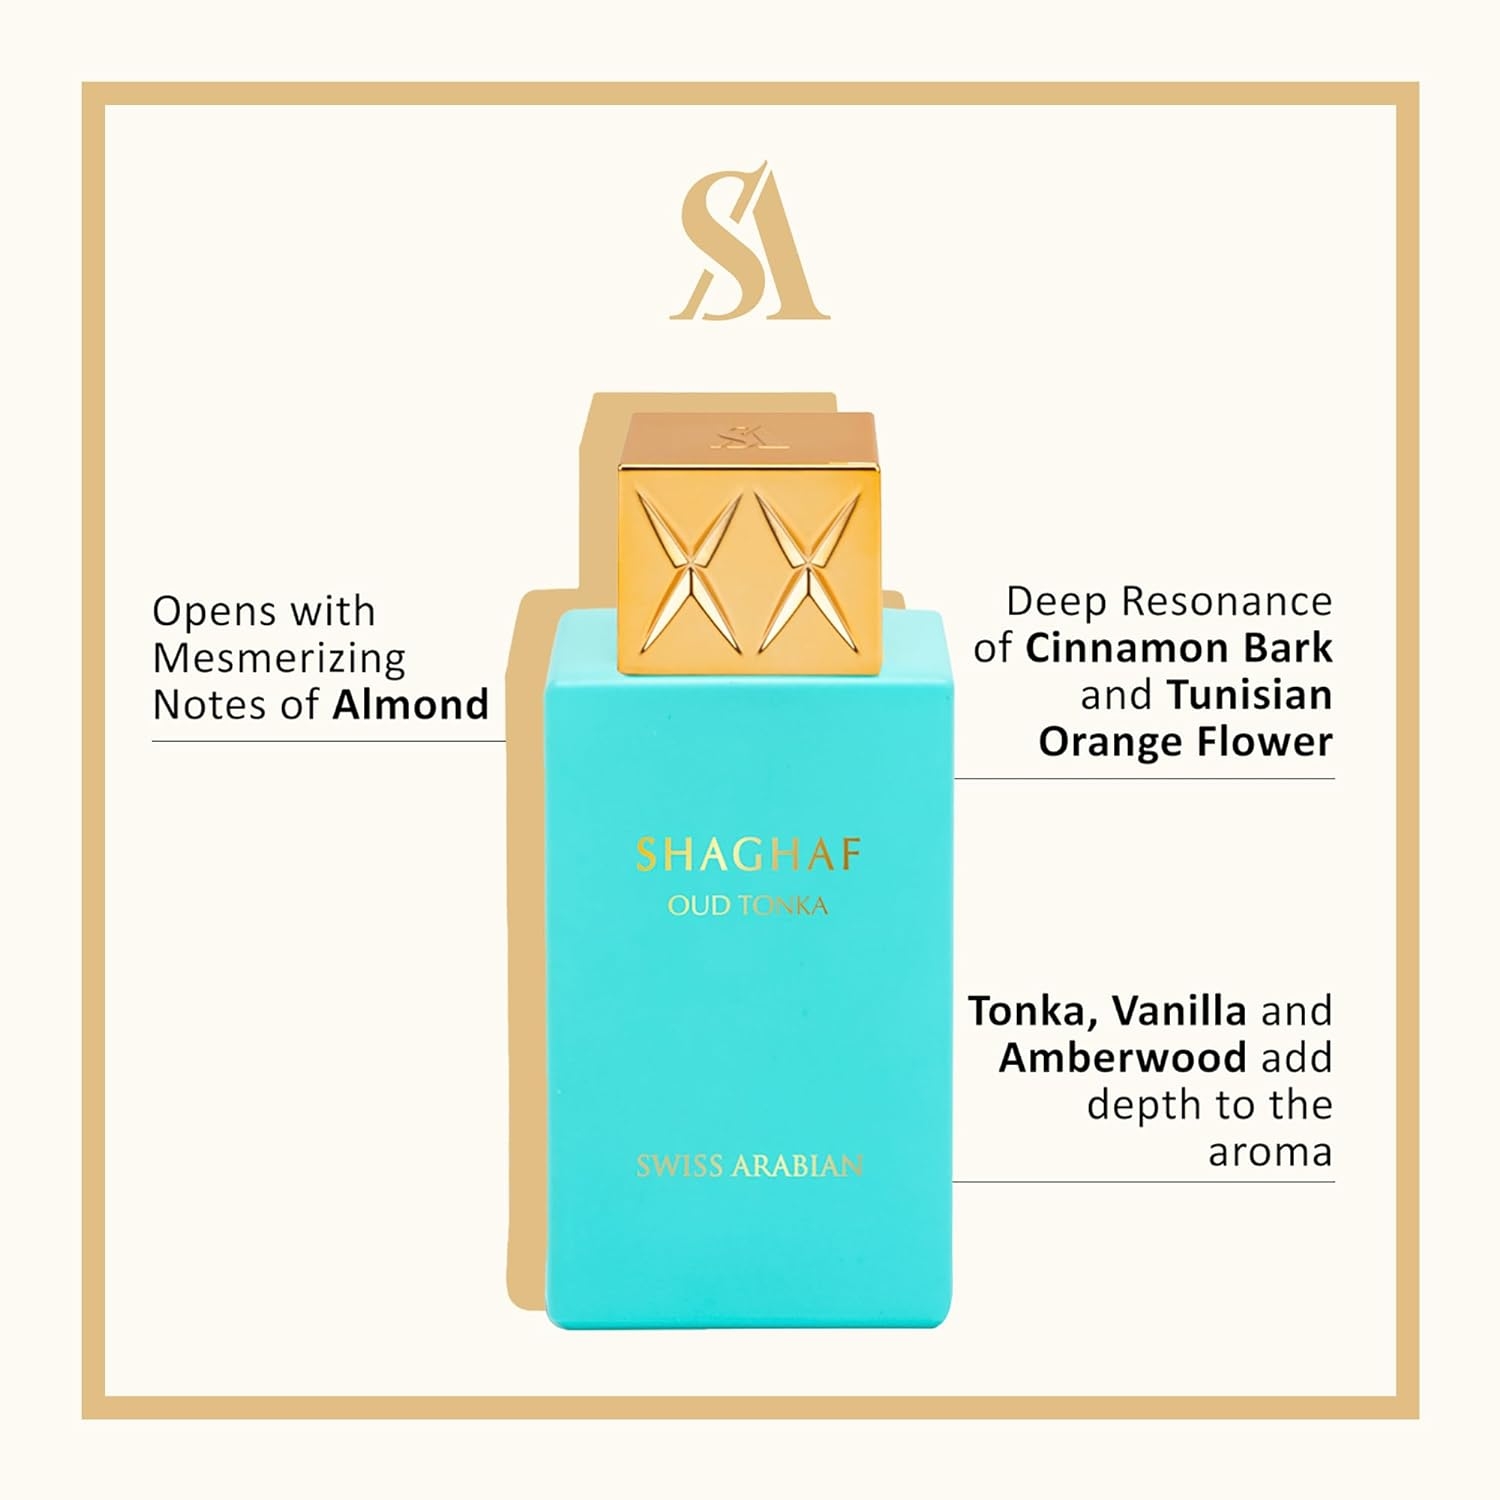 SA
Opens with
Mesmerizing
Notes of Almond
Deep Resonance
of Cinnamon Bark
and Tunisian
Orange Flower
SHAGHAF
OUD TONKA
Tonka, Vanilla and
Amberwood add
depth to the
aroma
SWISS ARABIAN